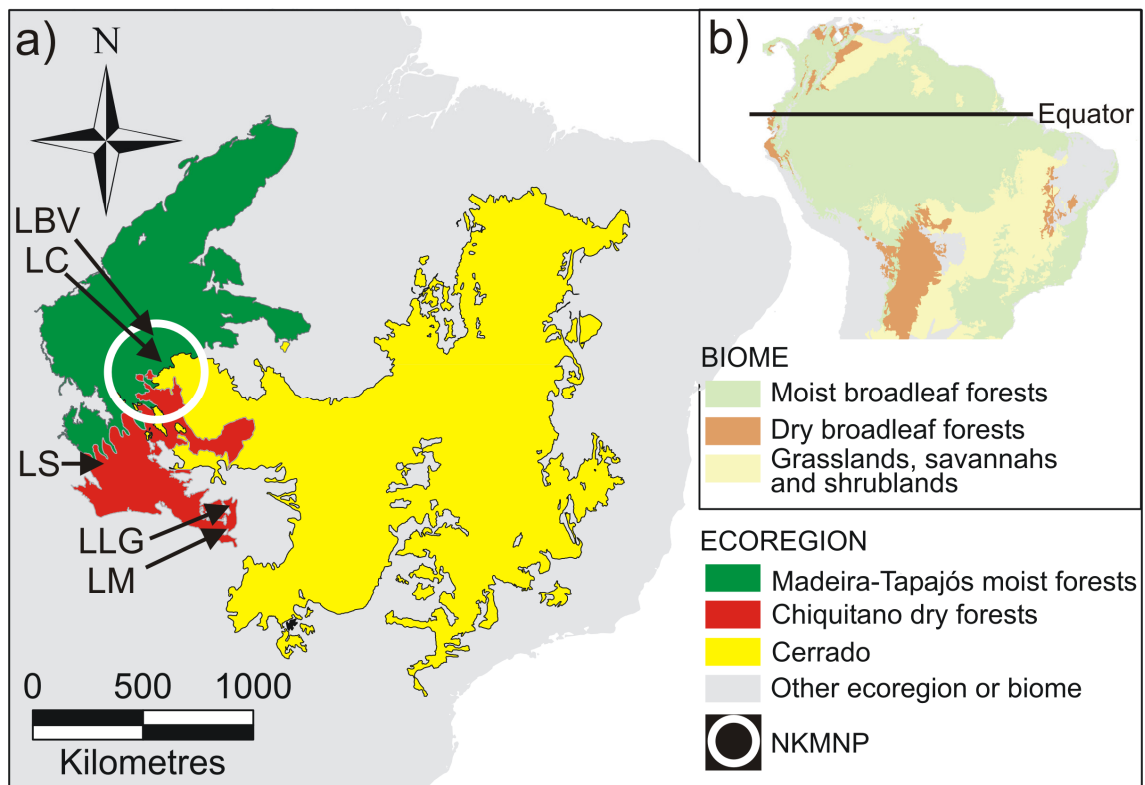 a)
N
LBV
LC
LS
LLG
LM
0 500 1000
Kilometres
b)
Equator
BIOME
Moist broadleaf forests
Dry broadleaf forests
Grasslands, savannahs
and shrublands
ECOREGION
Madeira-Tapajós moist forests
Chiquitano dry forests
Cerrado
Other ecoregion or biome
NKMNP